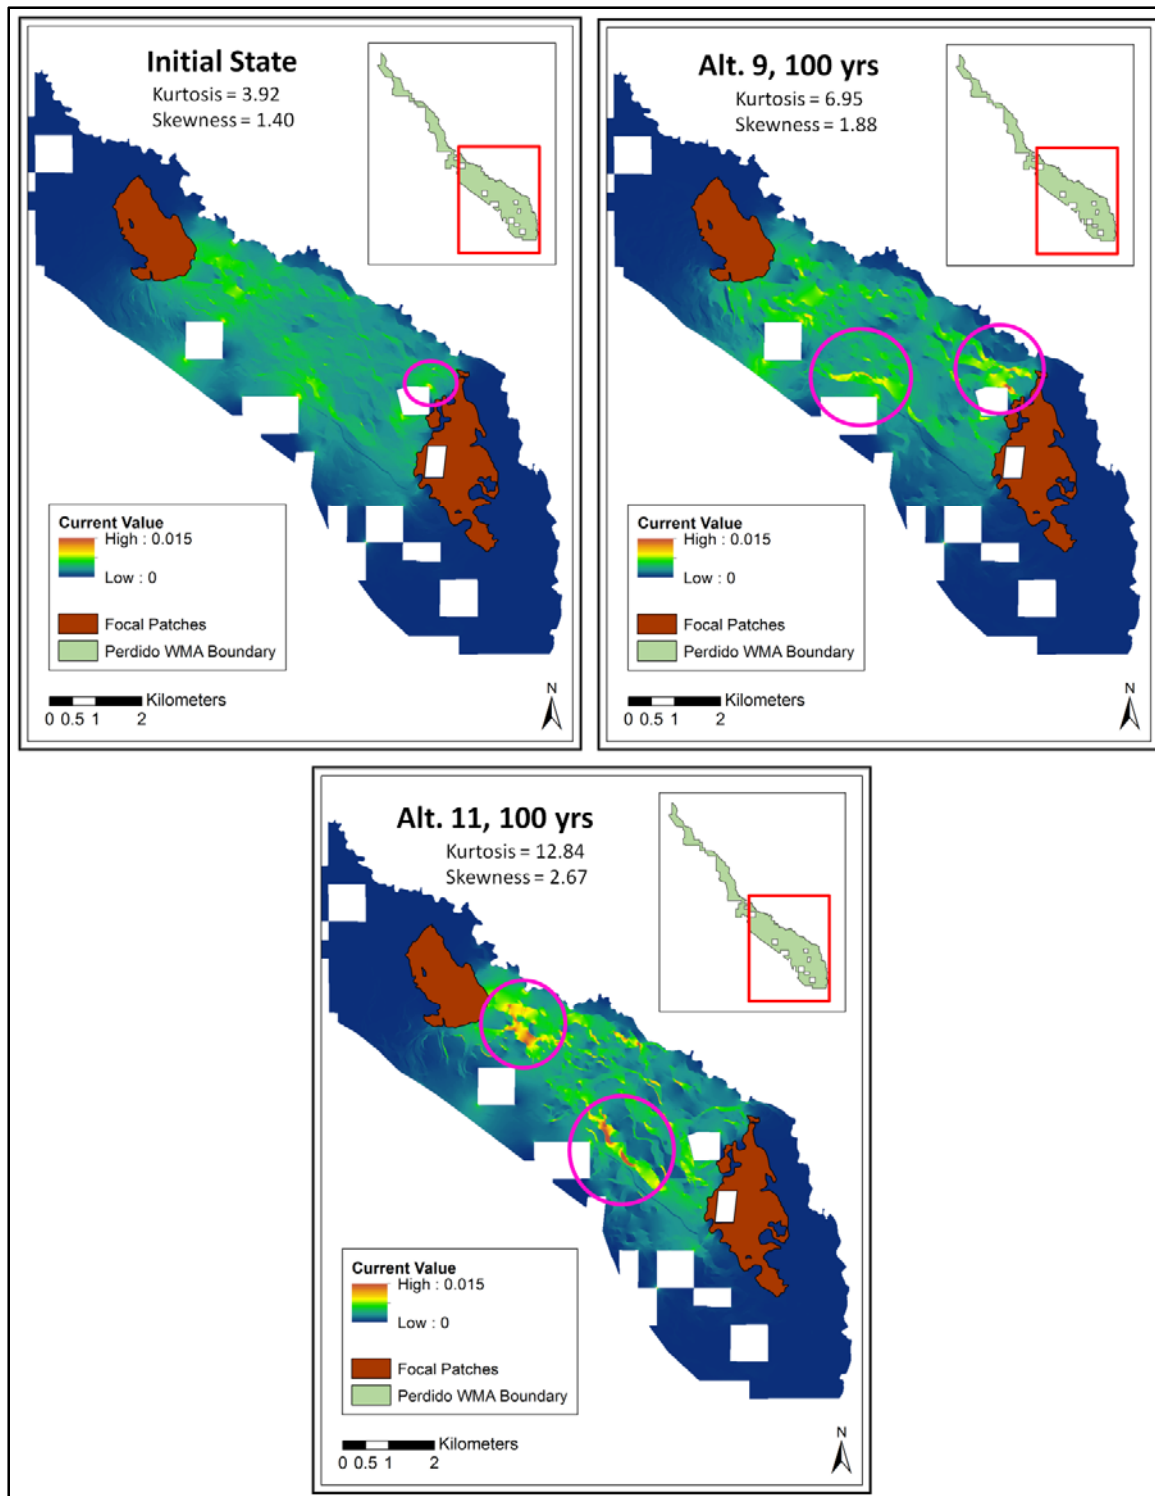 Initial State
Kurtosis = 3.92
Skewness = 1.40
Current Value
High : 0.015
Low : 0
Focal Patches
Perdido WMA Boundary
Kilometers
0 0.5 1 2
N
Alt. 9, 100 yrs
Kurtosis = 6.95
Skewness = 1.88
Current Value
High : 0.015
Low : 0
Focal Patches
Perdido WMA Boundary
Kilometers
0 0.5 1 2
N
Alt. 11, 100 yrs
Kurtosis = 12.84
Skewness = 2.67
Current Value
High : 0.015
Low : 0
Focal Patches
Perdido WMA Boundary
Kilometers
0 0.5 1 2
N